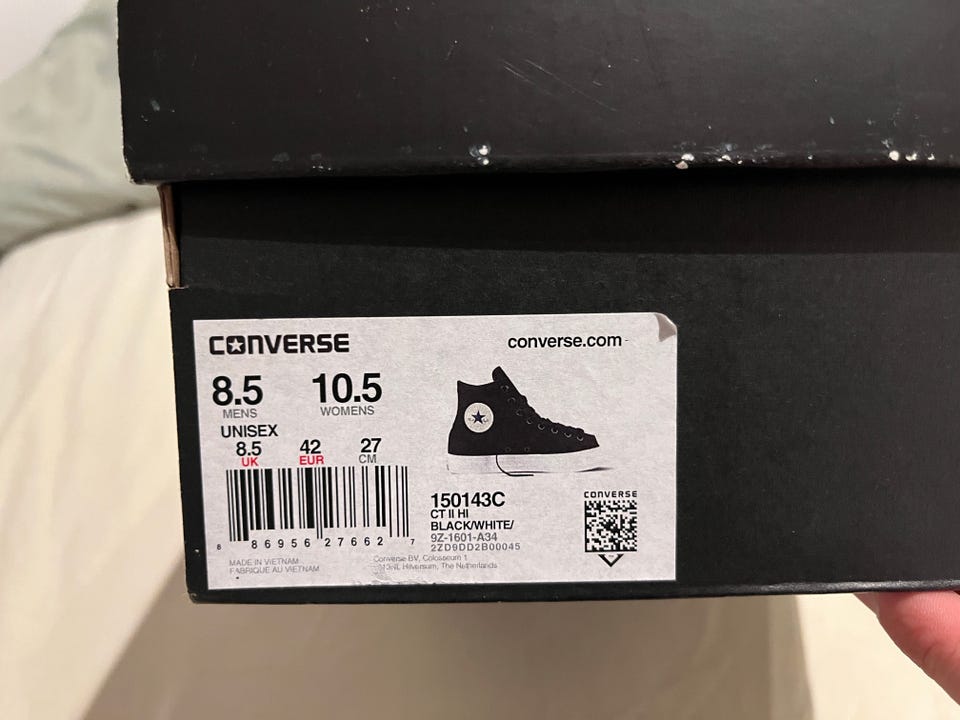 CONVERSE
converse.com
8.5 10.5
MENS WOMENS
UNISEX
8.5 42 27
UK EUR CM
8 86956 27662 7
150143C
CT II HI
BLACK/WHITE/
9Z-1601-A34
2ZD9DD2B00045
CONVERSE
MADE IN VIETNAM
FABRIQUE AU VIETNAM
Converse BV, Colosseum 1
Hilversum, The Netherlands